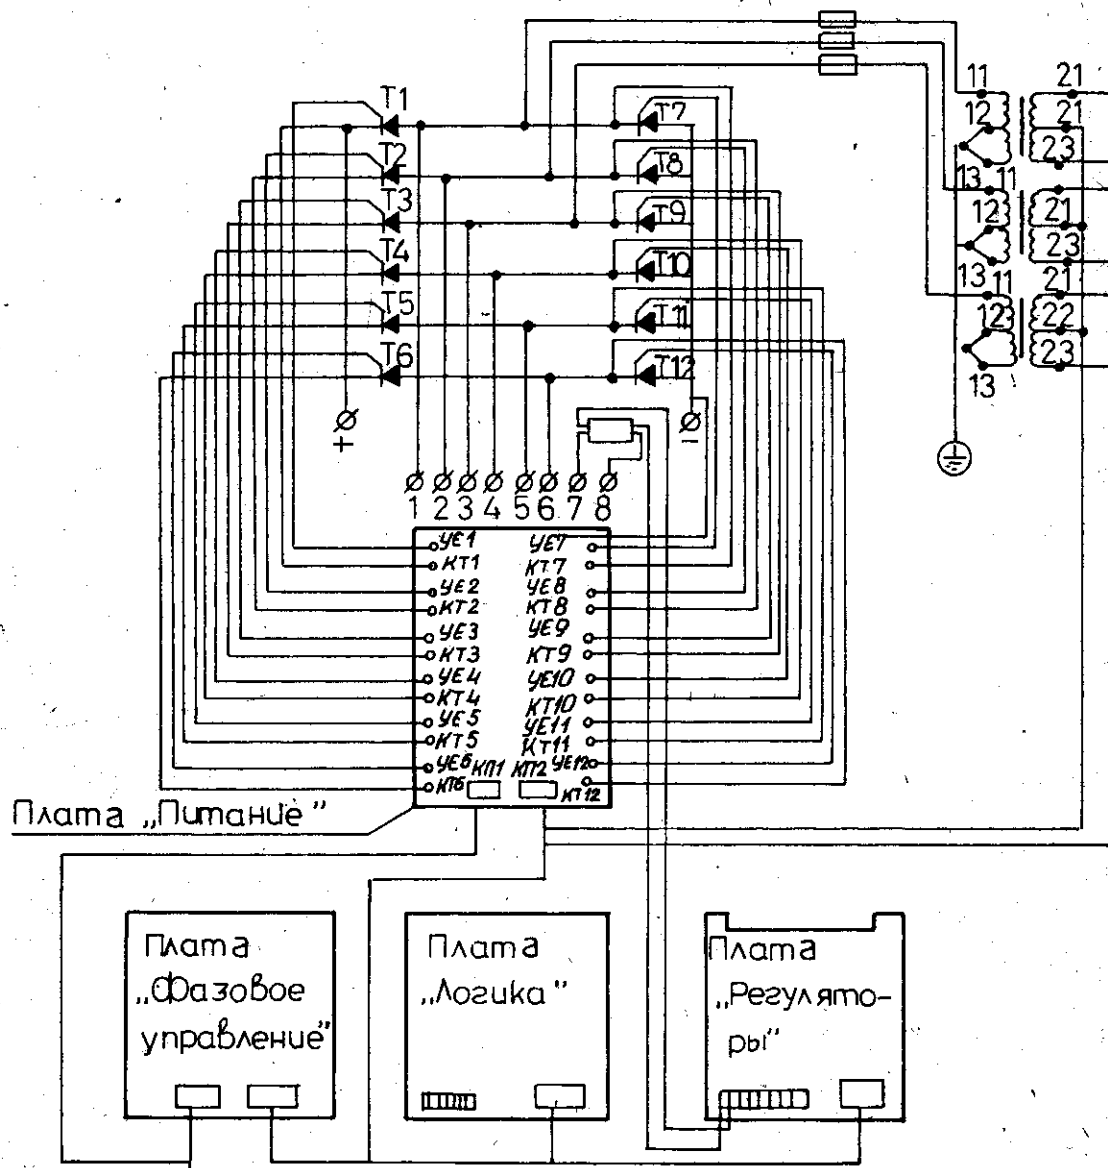 11
21
12
21
23
13
11
12
21
23
13
11
21
12
22
23
13
T1
T7
T2
T8
T3
T9
T4
T10
T5
T11
T6
T12
+
-
1 2 3 4 5 6 7 8
УЕ1 УЕ7
КТ1 КТ7
УЕ2 УЕ8
КТ2 КТ8
УЕ3 УЕ9
КТ3 КТ9
УЕ4 УЕ10
КТ4 КТ10
УЕ5 УЕ11
КТ5 КТ11
УЕ6 КП1 КП2 УЕ12
КТ6 КТ12
Плата „Питание”
Плата
„Фазовое
управление”
Плата
„Логика”
Плата
„Регулято-
ры”